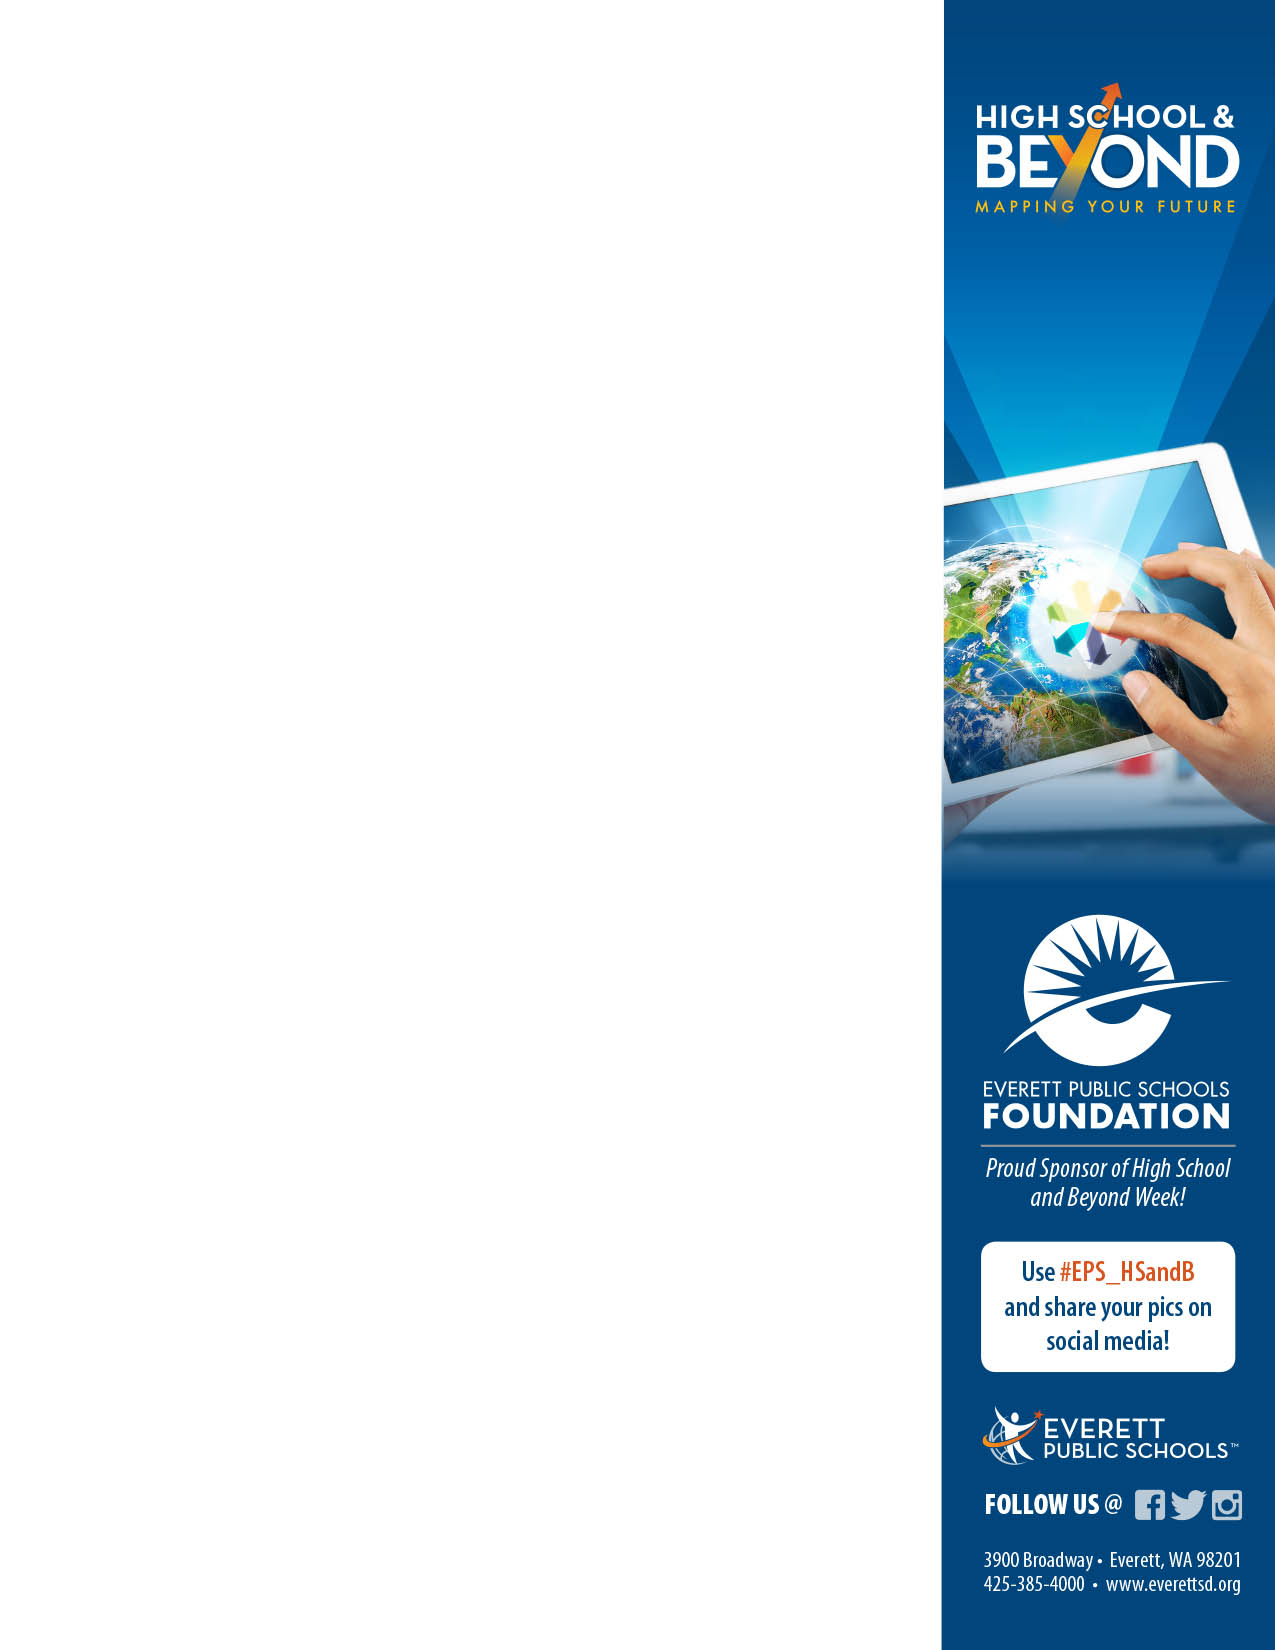 HIGH SCHOOL &
BEYOND
MAPPING YOUR FUTURE
EVERETT PUBLIC SCHOOLS
FOUNDATION
Proud Sponsor of High School
and Beyond Week!
Use #EPS_HSandB
and share your pics on
social media!
EVERETT
PUBLIC SCHOOLS™
FOLLOW US @
3900 Broadway • Everett, WA 98201
425-385-4000 • www.everettsd.org